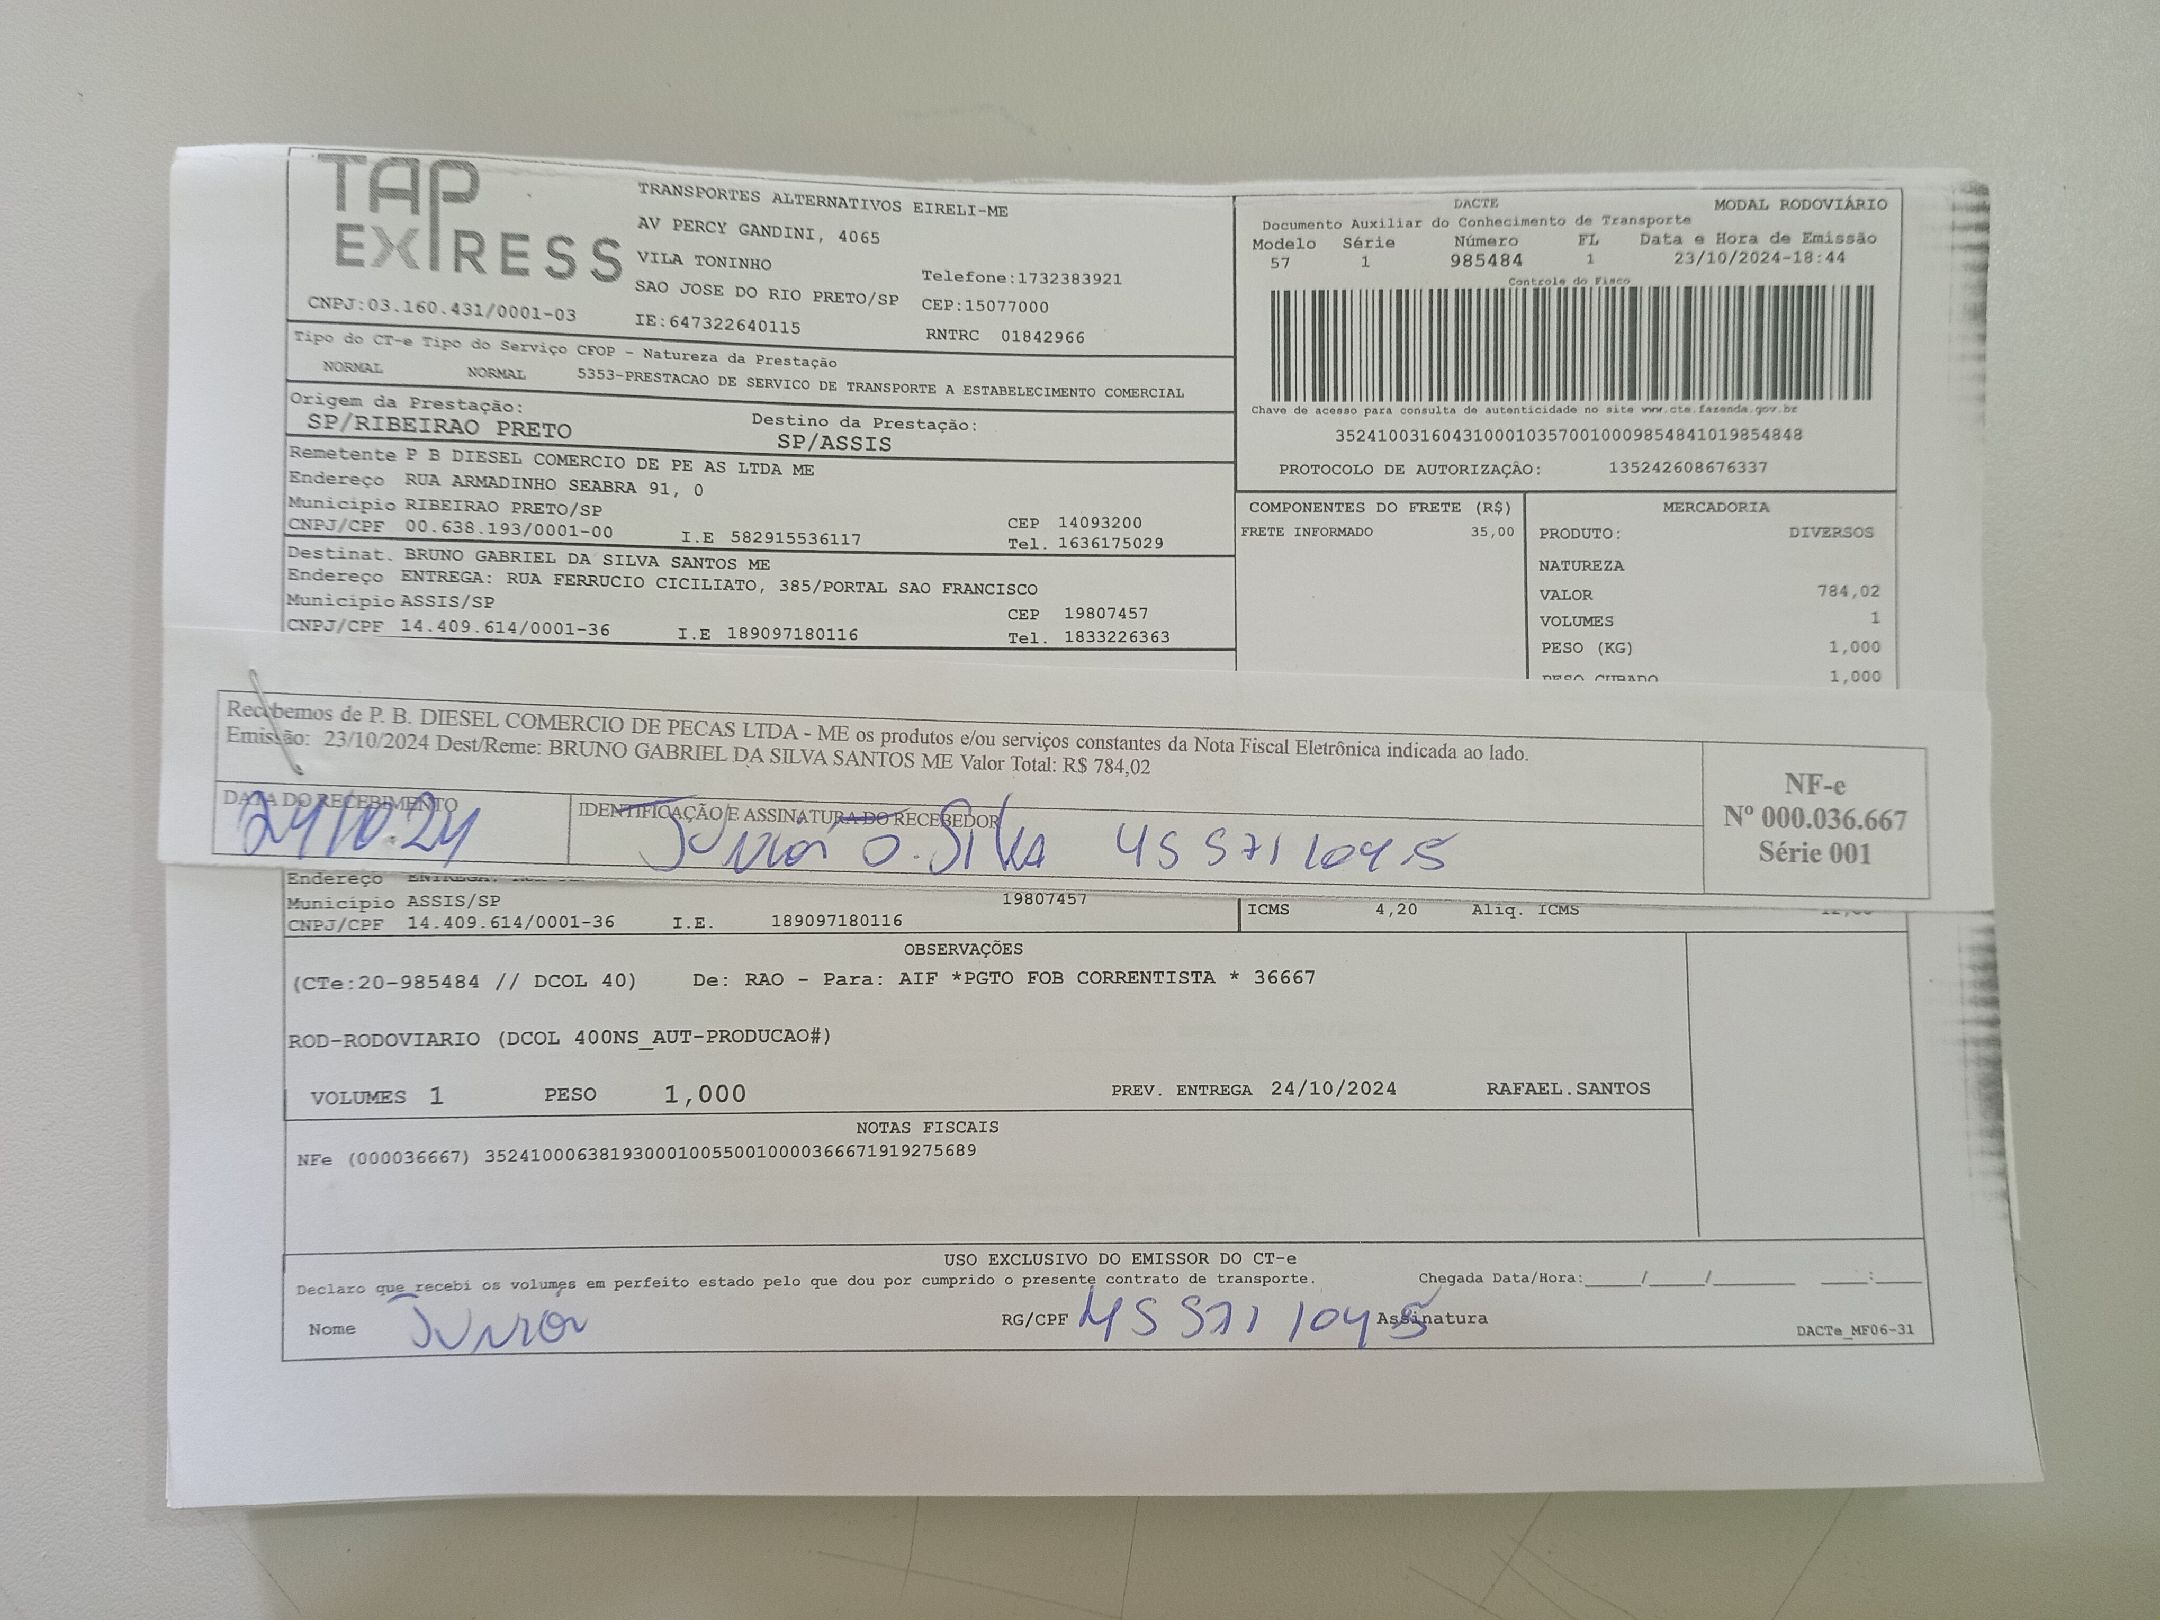 TAP EXPRESS
TRANSPORTES ALTERNATIVOS EIRELI-ME
AV PERCY GANDINI, 4065
VILA TONINHO
Telefone:1732383921
SAO JOSE DO RIO PRETO/SP CEP:15077000
CNPJ:03.160.431/0001-03 IE:647322640115 RNTRC 01842966
DACTE MODAL RODOVIÁRIO
Documento Auxiliar do Conhecimento de Transporte
Modelo Série Número FL Data e Hora de Emissão
57 1 985484 1 23/10/2024-18:44
Controle do Fisco
Chave de acesso para consulta de autenticidade no site www.cte.fazenda.gov.br
35241003160431000103570010009854841019854848
PROTOCOLO DE AUTORIZAÇÃO: 135242608676337
Tipo do CT-e Tipo do Serviço CFOP - Natureza da Prestação
NORMAL NORMAL 5353-PRESTACAO DE SERVICO DE TRANSPORTE A ESTABELECIMENTO COMERCIAL
Origem da Prestação: Destino da Prestação:
SP/RIBEIRAO PRETO SP/ASSIS
Remetente P B DIESEL COMERCIO DE PE AS LTDA ME
Endereço RUA ARMADINHO SEABRA 91, 0
Município RIBEIRAO PRETO/SP CEP 14093200
CNPJ/CPF 00.638.193/0001-00 I.E 582915536117 Tel. 1636175029
Destinat. BRUNO GABRIEL DA SILVA SANTOS ME
Endereço ENTREGA: RUA FERRUCIO CICILIATO, 385/PORTAL SAO FRANCISCO
Município ASSIS/SP CEP 19807457
CNPJ/CPF 14.409.614/0001-36 I.E 189097180116 Tel. 1833226363
COMPONENTES DO FRETE (R$)
FRETE INFORMADO 35,00
MERCADORIA
PRODUTO: DIVERSOS
NATUREZA
VALOR 784,02
VOLUMES 1
PESO (KG) 1,000
PESO CUBADO 1,000
Recebemos de P. B. DIESEL COMERCIO DE PECAS LTDA - ME os produtos e/ou serviços constantes da Nota Fiscal Eletrônica indicada ao lado.
Emissão: 23/10/2024 Dest/Reme: BRUNO GABRIEL DA SILVA SANTOS ME Valor Total: R$ 784,02
DATA DO RECEBIMENTO IDENTIFICAÇÃO E ASSINATURA DO RECEBEDOR
24/10.24 Junior O. Silva 455711045
NF-e
Nº 000.036.667
Série 001
Endereço ENTREGA:
Município ASSIS/SP 19807457
CNPJ/CPF 14.409.614/0001-36 I.E. 189097180116
ICMS 4,20 Aliq. ICMS
OBSERVAÇÕES
(CTe:20-985484 // DCOL 40) De: RAO - Para: AIF *PGTO FOB CORRENTISTA * 36667
ROD-RODOVIARIO (DCOL 400NS_AUT-PRODUCAO#)
VOLUMES 1 PESO 1,000 PREV. ENTREGA 24/10/2024 RAFAEL.SANTOS
NOTAS FISCAIS
NFe (000036667) 35241000638193000100550010000366671919275689
USO EXCLUSIVO DO EMISSOR DO CT-e
Declaro que recebi os volumes em perfeito estado pelo que dou por cumprido o presente contrato de transporte. Chegada Data/Hora:____/____/______ ___:___
Nome Junior RG/CPF 455711045 Assinatura
DACTe_MF06-31